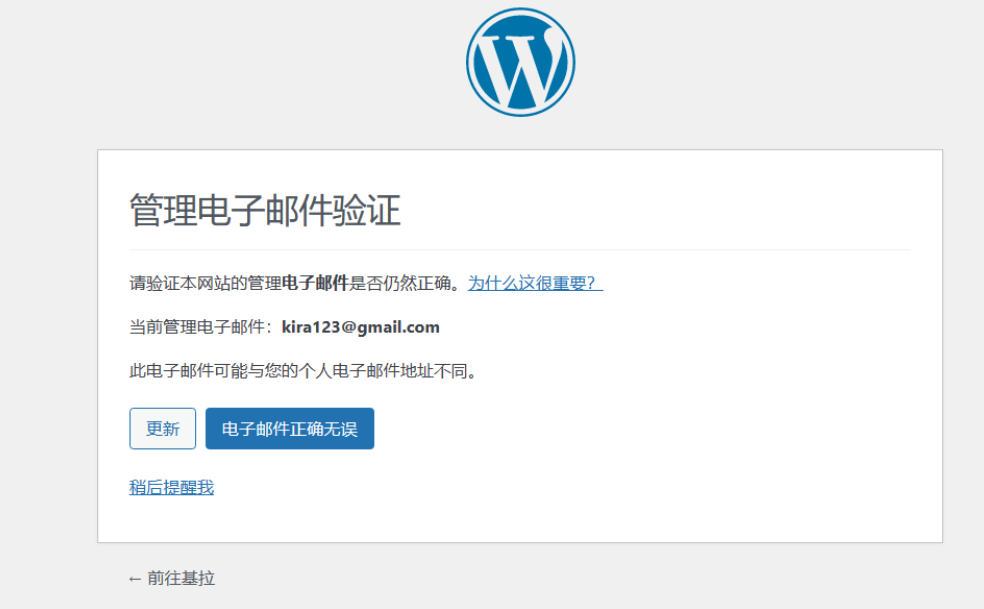 管理电子邮件验证
请验证本网站的管理电子邮件是否仍然正确。为什么这很重要？
当前管理电子邮件：kira123@gmail.com
此电子邮件可能与您的个人电子邮件地址不同。
更新 电子邮件正确无误
稍后提醒我
← 前往基拉